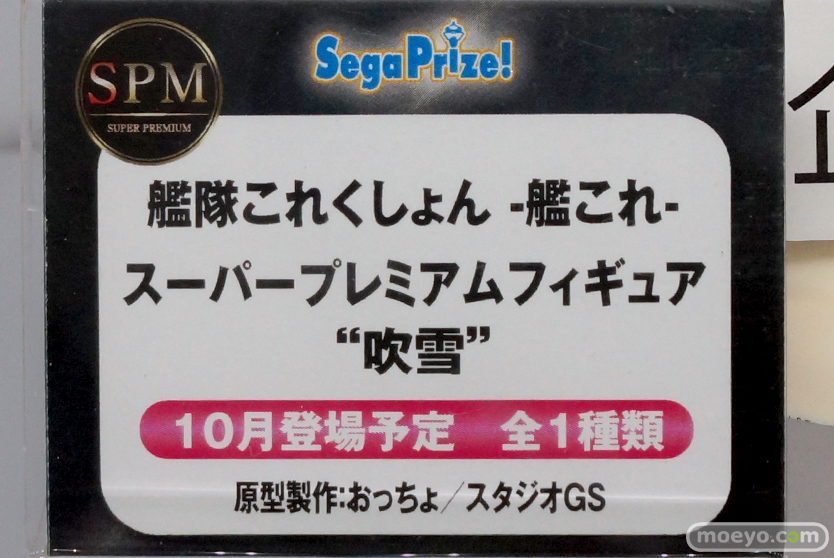 SPM
SUPER PREMIUM
SegaPrize!
艦隊これくしょん -艦これ-
スーパープレミアムフィギュア
“吹雪”
10月登場予定 全1種類
原型製作:おっちょ／スタジオGS
moeyo.com